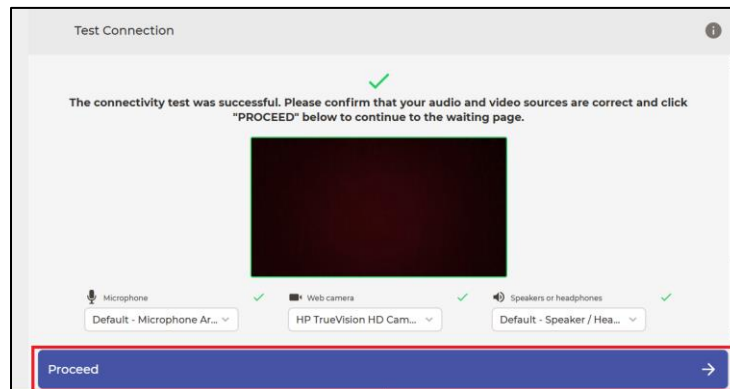 Test Connection
The connectivity test was successful. Please confirm that your audio and video sources are correct and click
"PROCEED" below to continue to the waiting page.
Microphone
Web camera
Speakers or headphones
Default - Microphone Ar...
HP TrueVision HD Cam...
Default - Speaker / Hea...
Proceed